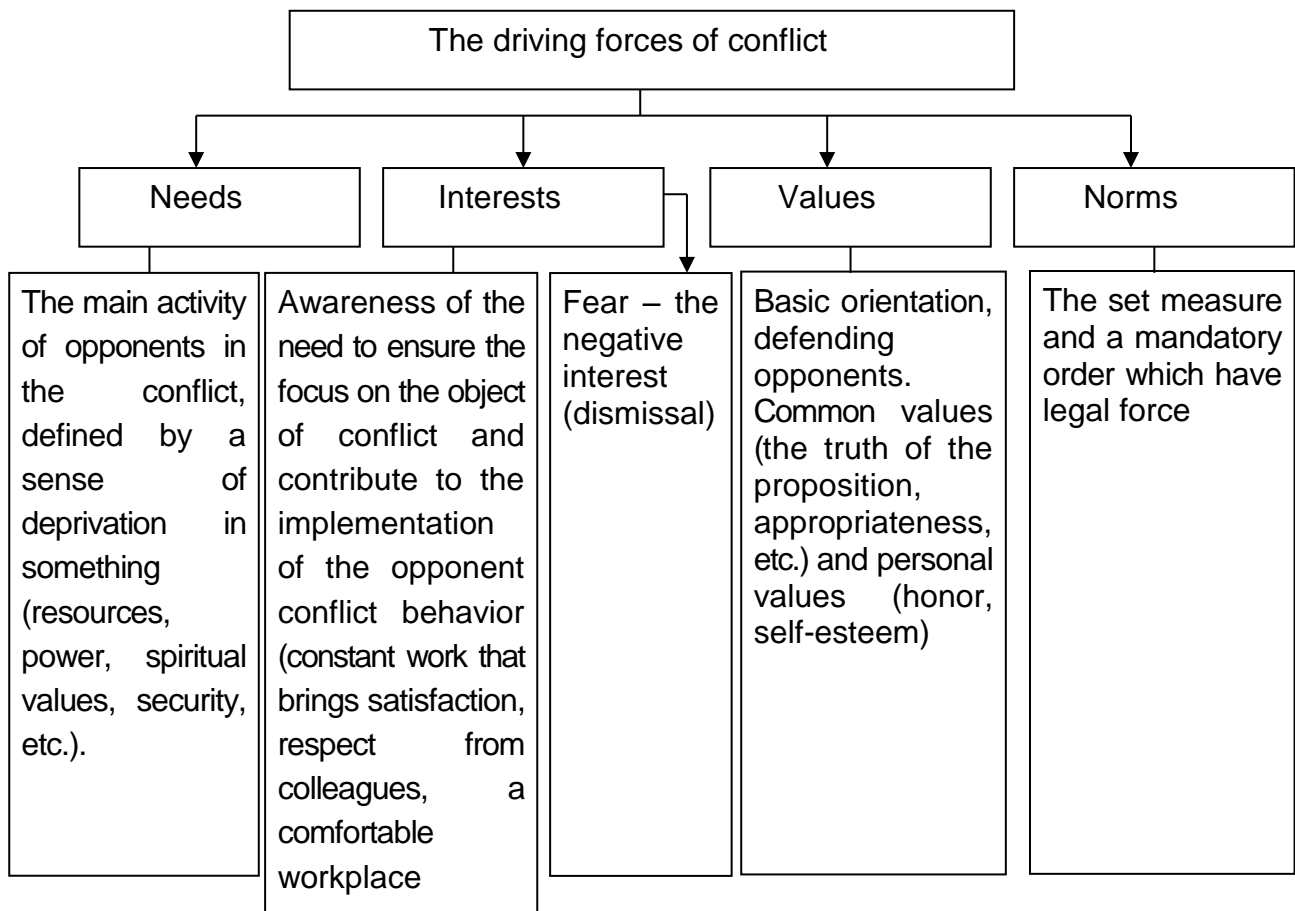 The driving forces of conflict
Needs
Interests
Values
Norms
The main activity
of opponents in
the conflict,
defined by a
sense of
deprivation in
something
(resources,
power, spiritual
values, security,
etc.).
Awareness of the
need to ensure the
focus on the object
of conflict and
contribute to the
implementation
of the opponent
conflict behavior
(constant work that
brings satisfaction,
respect from
colleagues, a
comfortable
workplace
Fear – the
negative
interest
(dismissal)
Basic orientation,
defending
opponents.
Common values
(the truth of the
proposition,
appropriateness,
etc.) and personal
values (honor,
self-esteem)
The set measure
and a mandatory
order which have
legal force